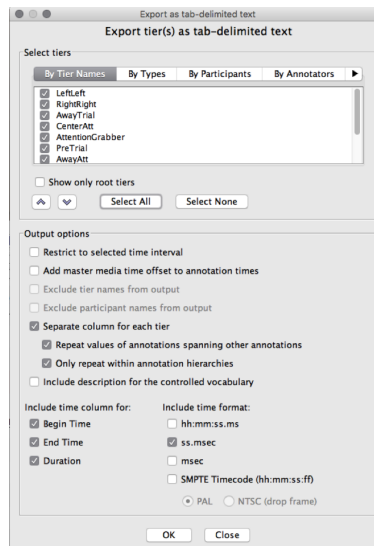 Export as tab-delimited text
Export tier(s) as tab-delimited text
Select tiers
By Tier Names By Types By Participants By Annotators
LeftLeft
RightRight
AwayTrial
CenterAtt
AttentionGrabber
PreTrial
AwayAtt
Show only root tiers
Select All Select None
Output options
Restrict to selected time interval
Add master media time offset to annotation times
Exclude tier names from output
Exclude participant names from output
Separate column for each tier
Repeat values of annotations spanning other annotations
Only repeat within annotation hierarchies
Include description for the controlled vocabulary
Include time column for: Include time format:
Begin Time hh:mm:ss.ms
End Time ss.msec
Duration msec
SMPTE Timecode (hh:mm:ss:ff)
PAL NTSC (drop frame)
OK Close